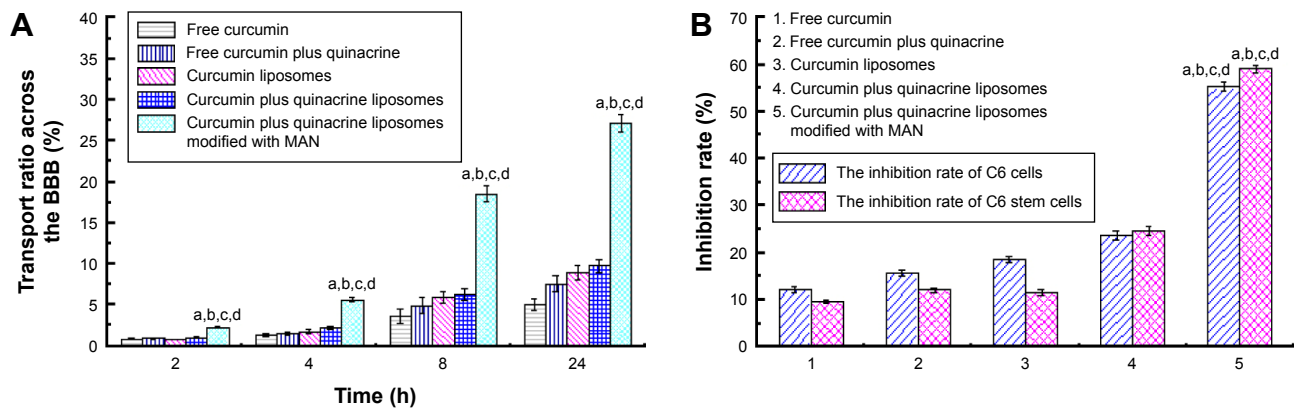 A
Transport ratio across
the BBB (%)
40
35
30
25
20
15
10
5
0
Free curcumin
Free curcumin plus quinacrine
Curcumin liposomes
Curcumin plus quinacrine liposomes
Curcumin plus quinacrine liposomes
modified with MAN
a,b,c,d
a,b,c,d
a,b,c,d
a,b,c,d
2
4
8
24
Time (h)
B
Inhibition rate (%)
70
60
50
40
30
20
10
0
1. Free curcumin
2. Free curcumin plus quinacrine
3. Curcumin liposomes
4. Curcumin plus quinacrine liposomes
5. Curcumin plus quinacrine liposomes
modified with MAN
The inhibition rate of C6 cells
The inhibition rate of C6 stem cells
a,b,c,d
a,b,c,d
1
2
3
4
5